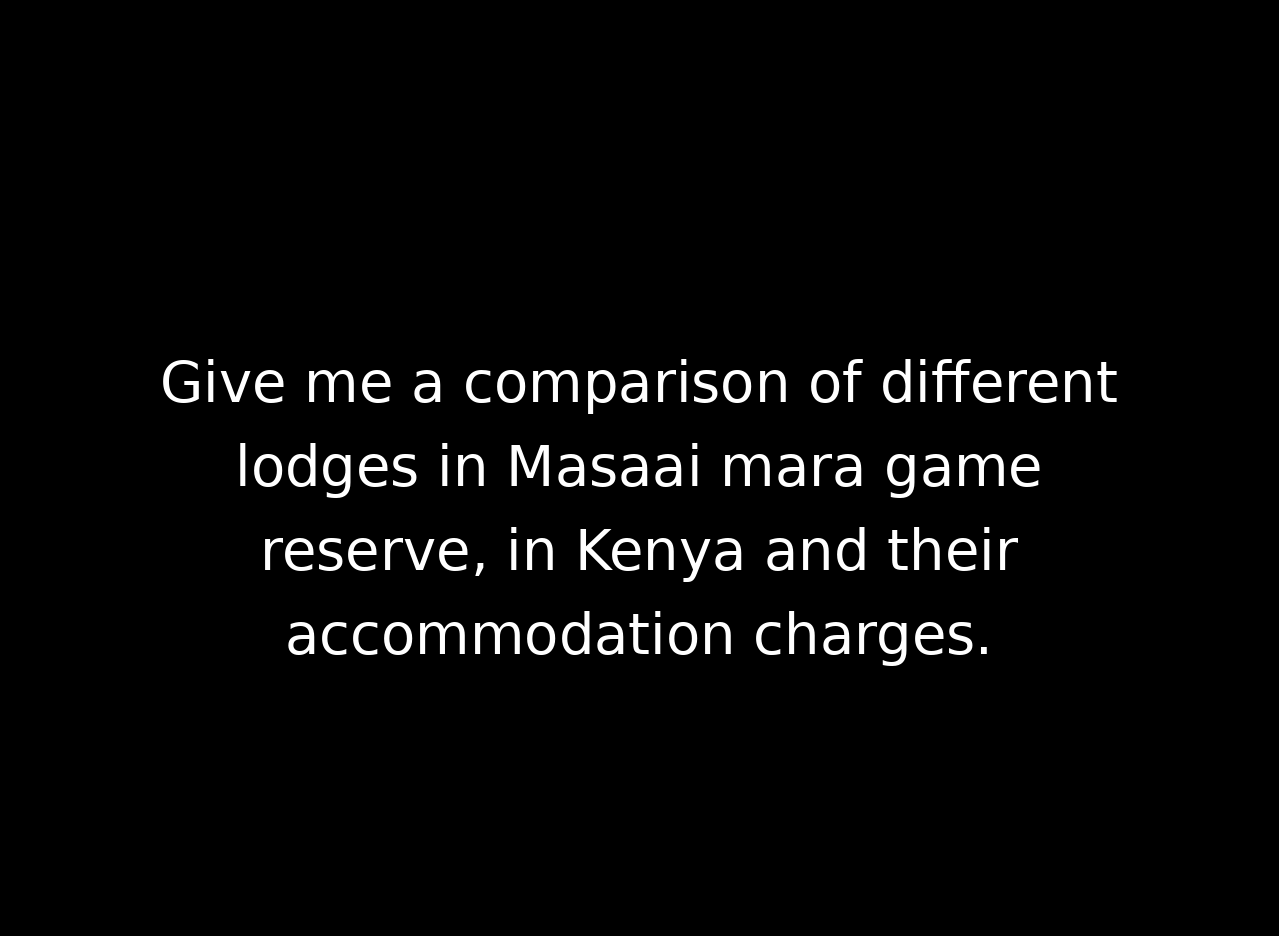 Give me a comparison of different
lodges in Masaai mara game
reserve, in Kenya and their
accommodation charges.